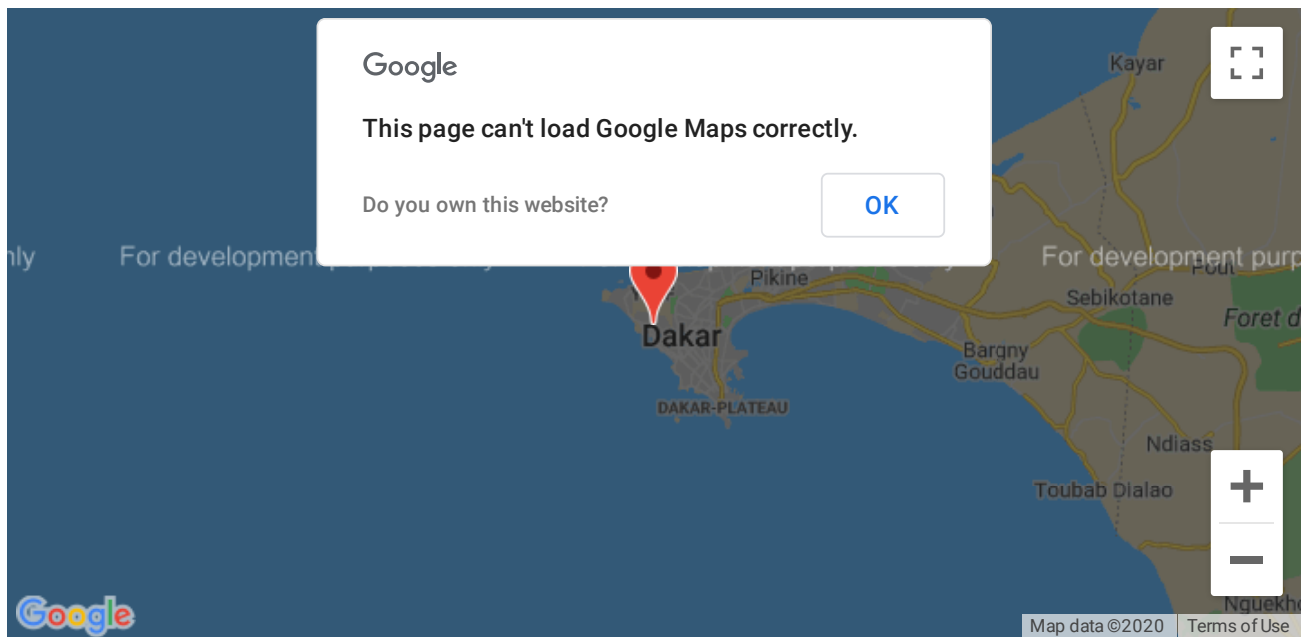 Google
This page can't load Google Maps correctly.
Do you own this website?
OK
Kayar
nly
For development
For development purp
Pout
Pikine
Sebikotane
Foret d
Dakar
Bargny
Gouddau
DAKAR-PLATEAU
Ndiass
Toubab Dialao
Nguekh
Google
Map data ©2020
Terms of Use